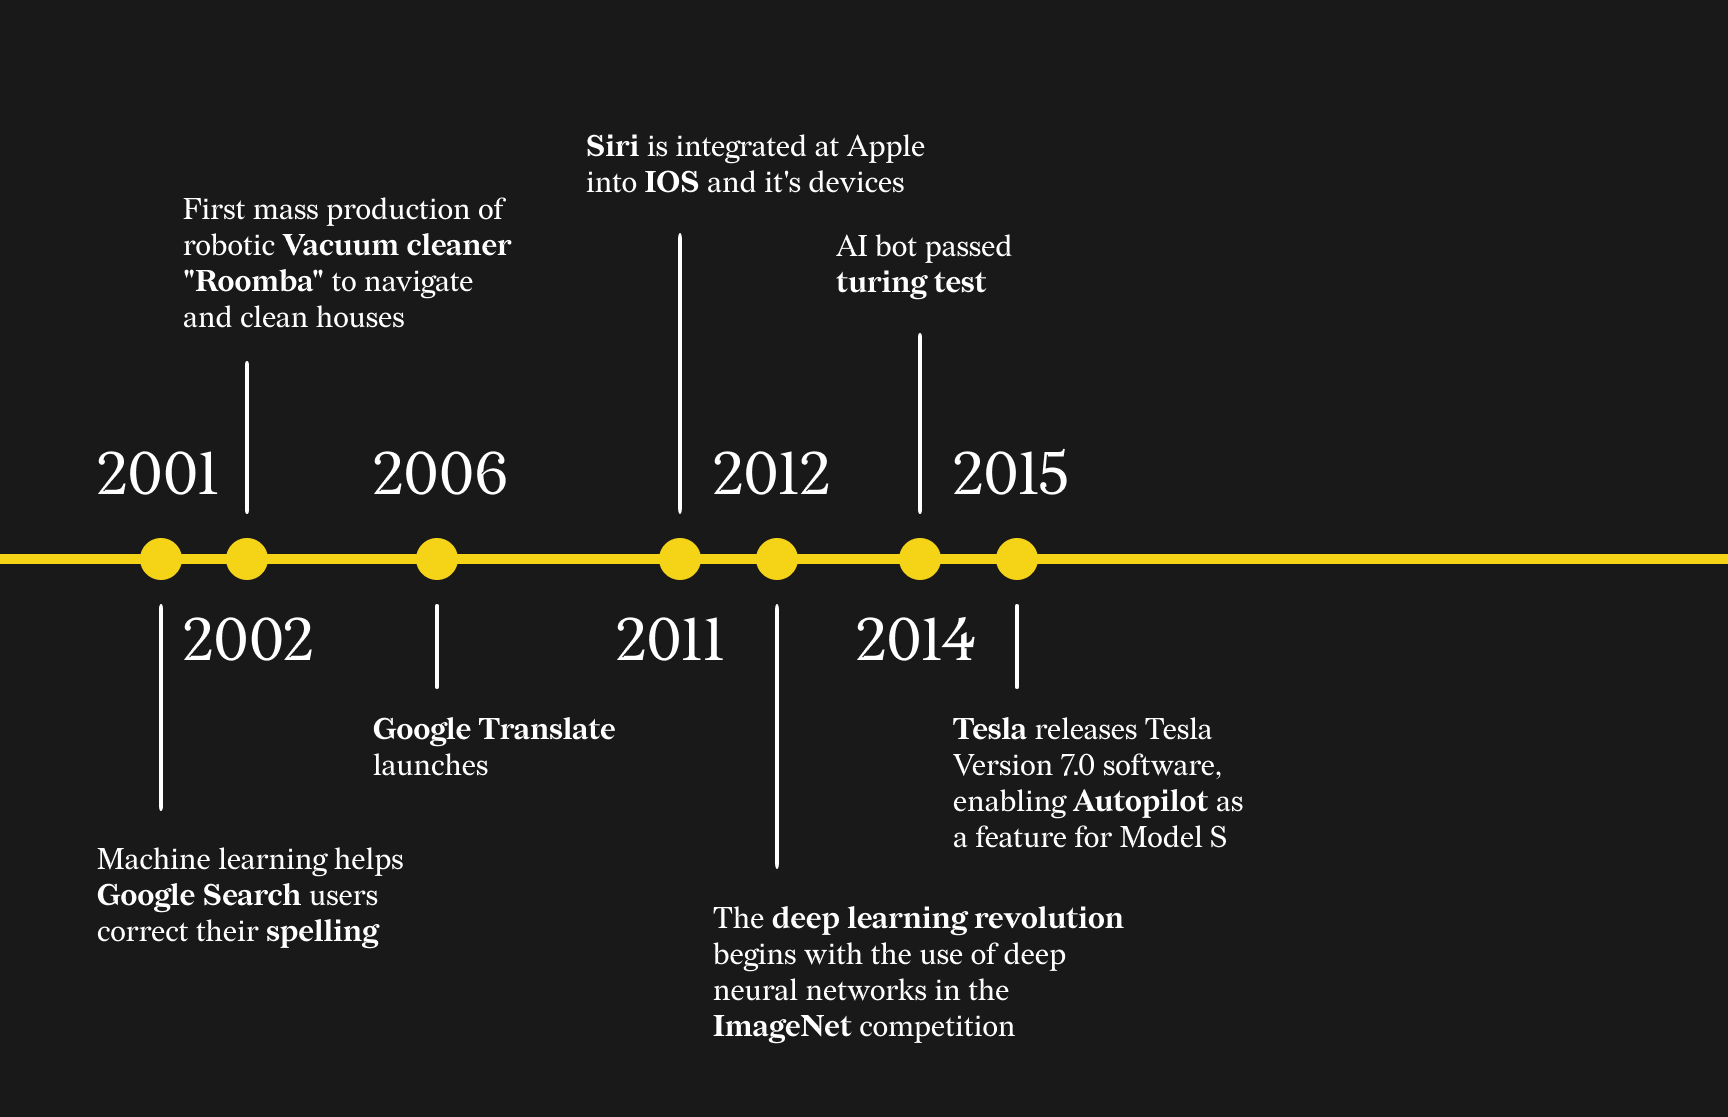 Siri is integrated at Apple
into IOS and it's devices
First mass production of
robotic Vacuum cleaner
"Roomba" to navigate
and clean houses
AI bot passed
turing test
2001
2006
2012
2015
2002
2011
2014
Google Translate
launches
Tesla releases Tesla
Version 7.0 software,
enabling Autopilot as
a feature for Model S
Machine learning helps
Google Search users
correct their spelling
The deep learning revolution
begins with the use of deep
neural networks in the
ImageNet competition